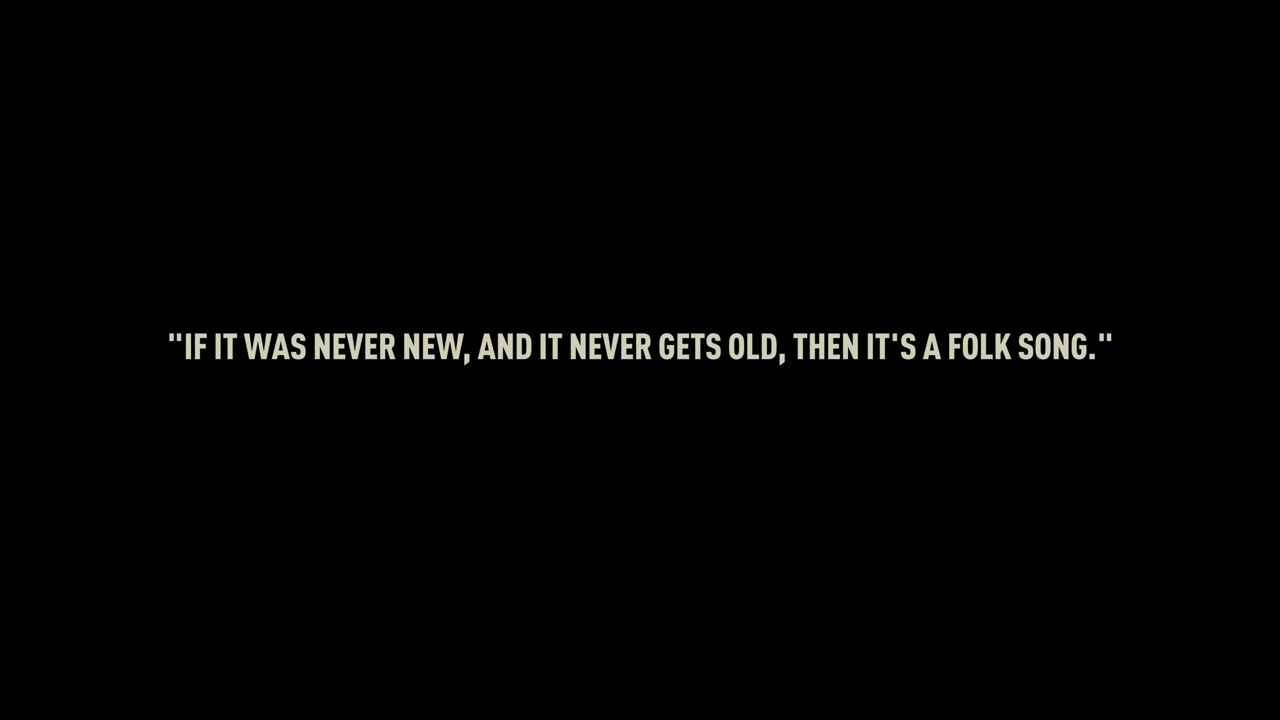 "IF IT WAS NEVER NEW, AND IT NEVER GETS OLD, THEN IT'S A FOLK SONG."